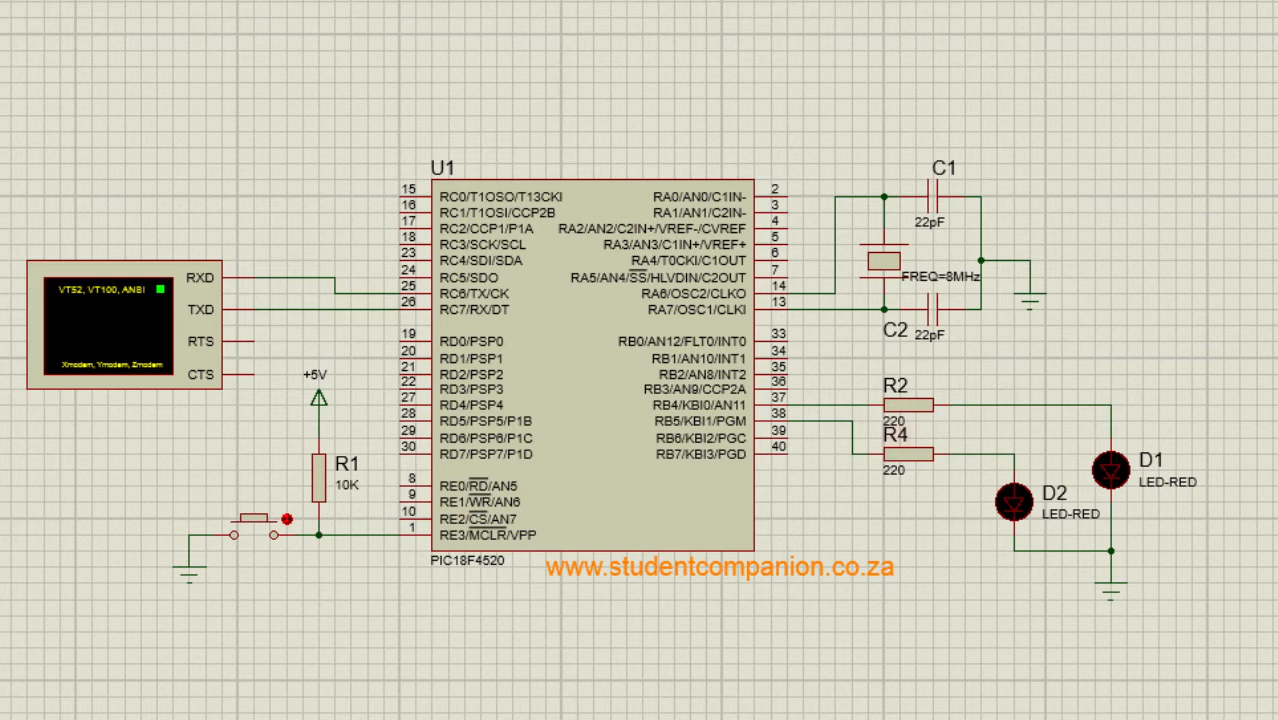 U1
C1
22pF
FREQ=8MHz
C2
22pF
15 RC0/T1OSO/T13CKI
16 RC1/T1OSI/CCP2B
17 RC2/CCP1/P1A
18 RC3/SCK/SCL
23 RC4/SDI/SDA
24 RC5/SDO
25 RC6/TX/CK
26 RC7/RX/DT
19 RD0/PSP0
20 RD1/PSP1
21 RD2/PSP2
22 RD3/PSP3
27 RD4/PSP4
28 RD5/PSP5/P1B
29 RD6/PSP6/P1C
30 RD7/PSP7/P1D
8 RE0/RD/AN5
9 RE1/WR/AN6
10 RE2/CS/AN7
1 RE3/MCLR/VPP
RA0/AN0/C1IN- 2
RA1/AN1/C2IN- 3
RA2/AN2/C2IN+/VREF-/CVREF 4
RA3/AN3/C1IN+/VREF+ 5
RA4/T0CKI/C1OUT 6
RA5/AN4/SS/HLVDIN/C2OUT 7
RA6/OSC2/CLKO 14
RA7/OSC1/CLKI 13
RB0/AN12/FLT0/INT0 33
RB1/AN10/INT1 34
RB2/AN8/INT2 35
RB3/AN9/CCP2A 36
RB4/KBI0/AN11 37
RB5/KBI1/PGM 38
RB6/KBI2/PGC 39
RB7/KBI3/PGD 40
PIC18F4520
VT52, VT100, ANSI
Xmodem, Ymodem, Zmodem
RXD
TXD
RTS
CTS
+5V
R1
10K
R2
220
R4
220
D1
LED-RED
D2
LED-RED
www.studentcompanion.co.za